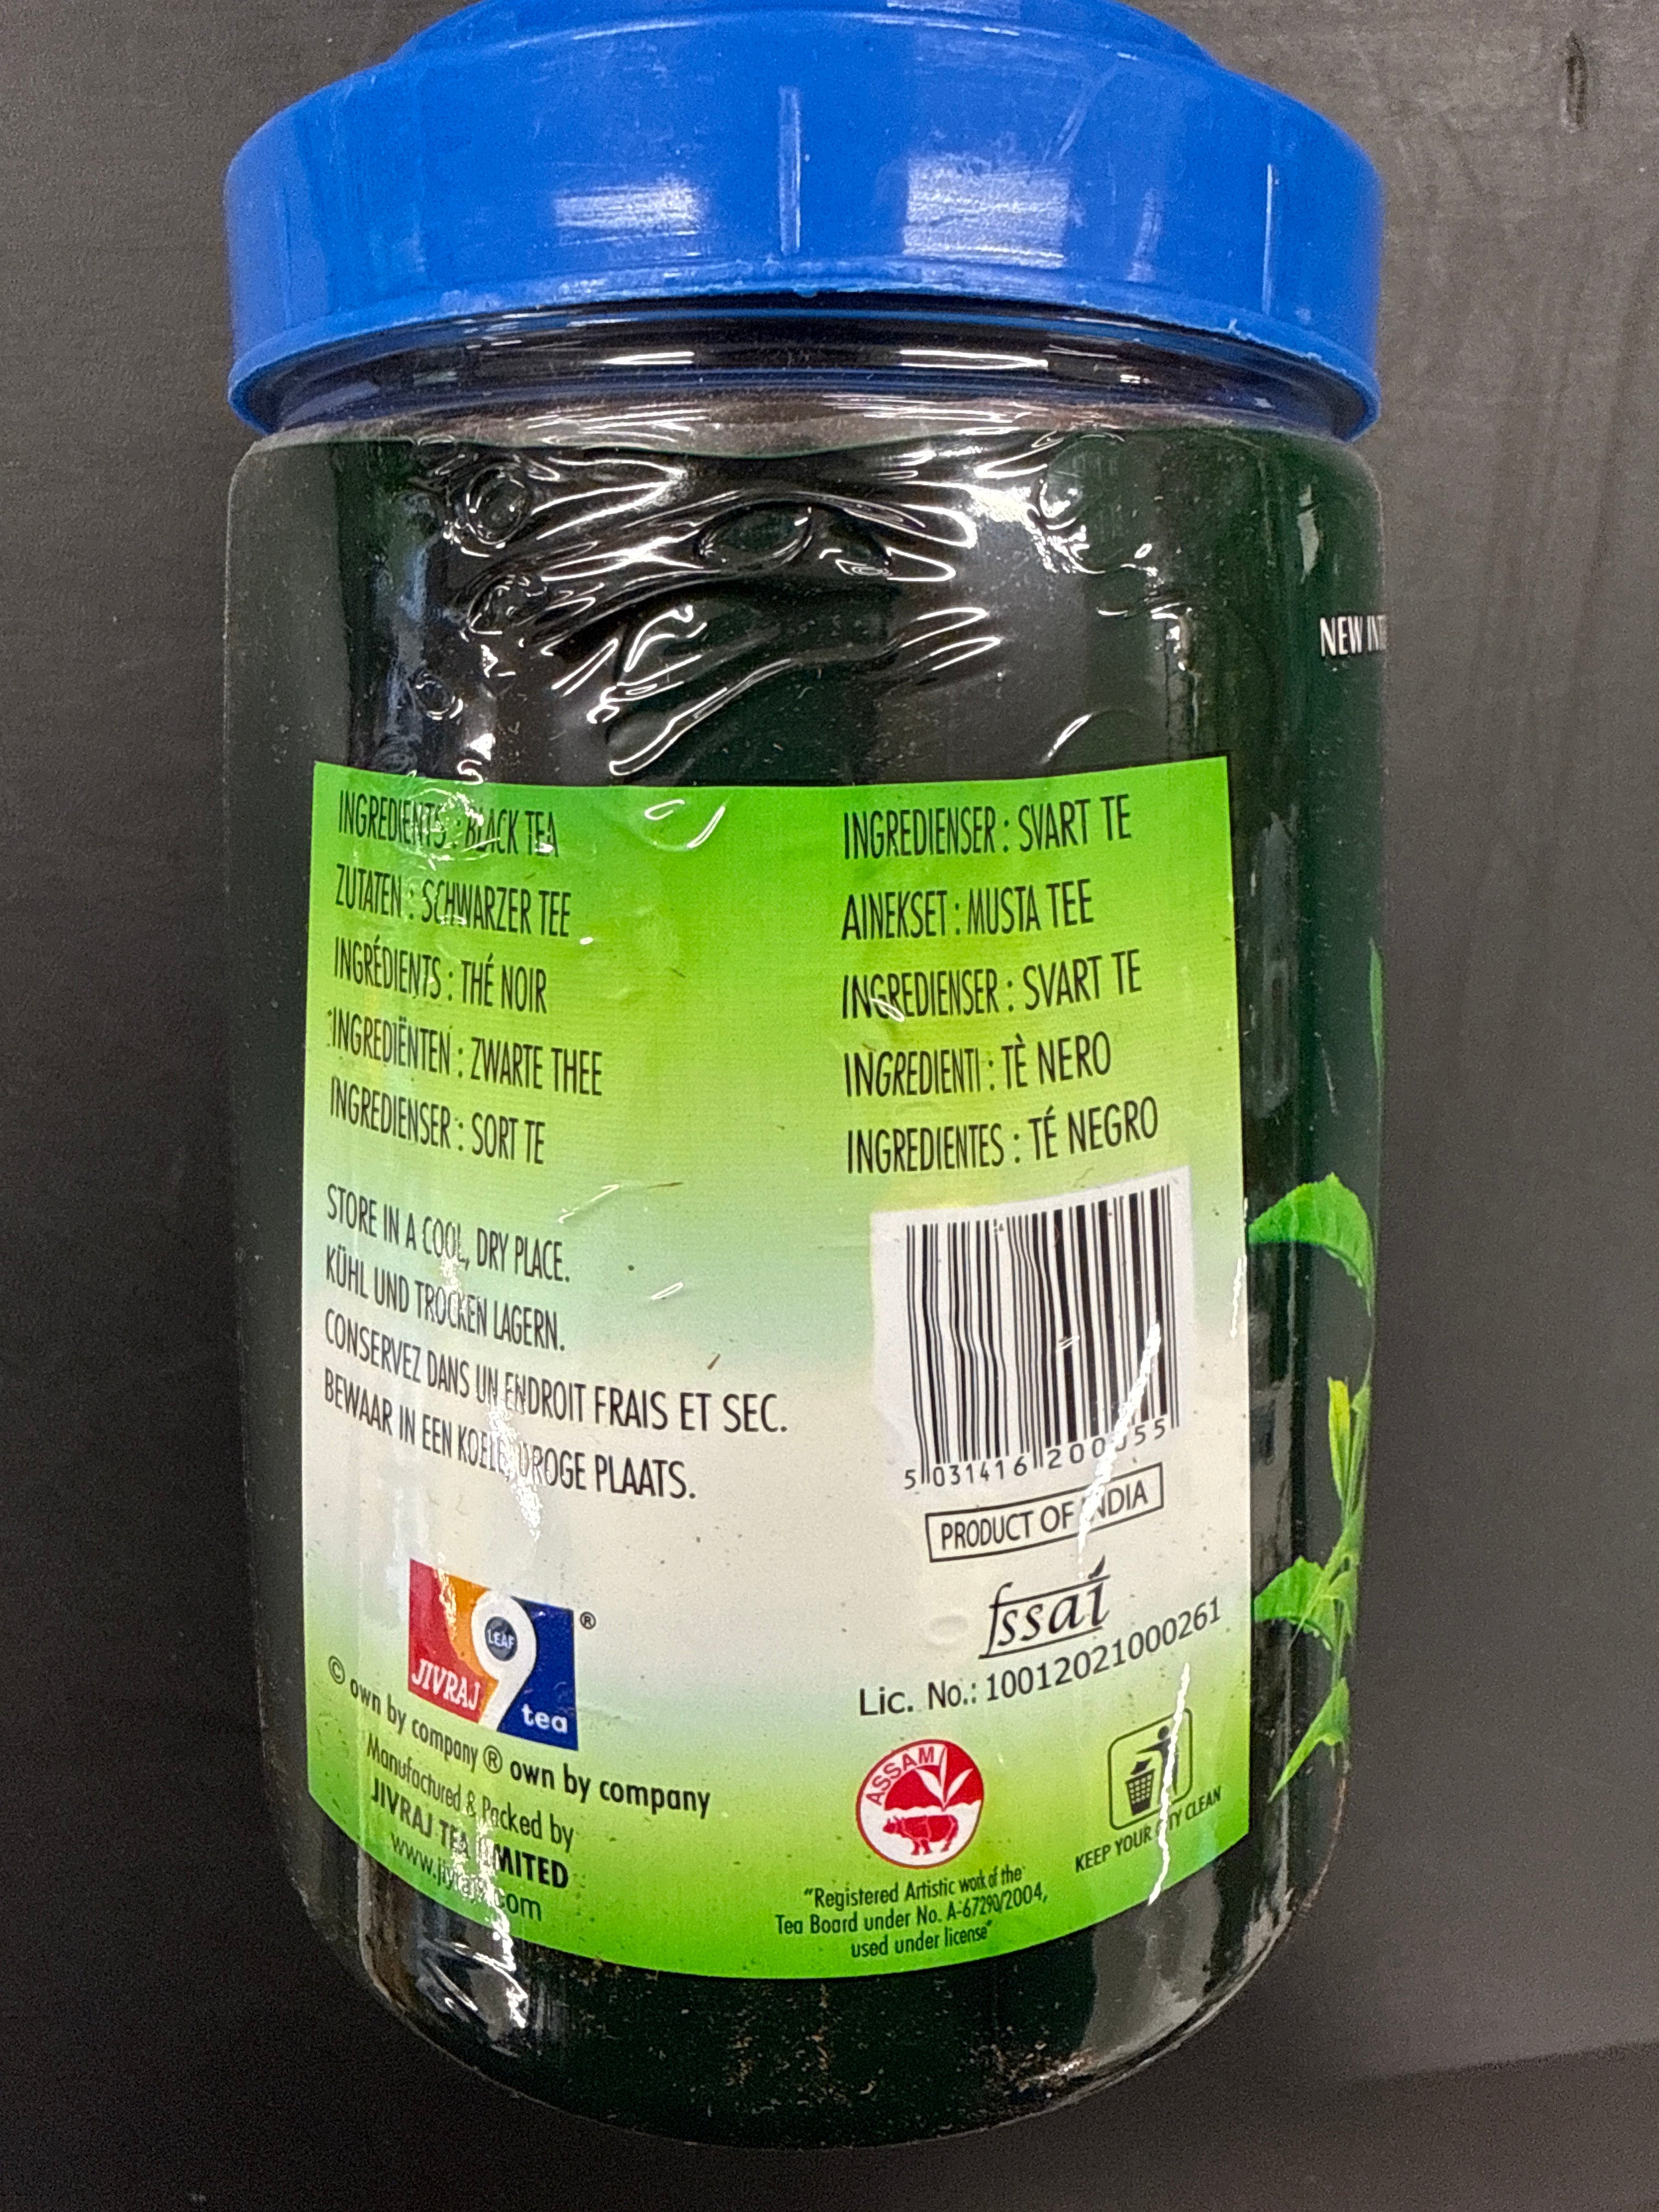 NEW
INGREDIENTS : BLACK TEA
ZUTATEN : SCHWARZER TEE
INGRÉDIENTS : THÉ NOIR
INGREDIËNTEN : ZWARTE THEE
INGREDIENSER : SORT TE
INGREDIENSER : SVART TE
AINEKSET : MUSTA TEE
INGREDIENSER : SVART TE
INGREDIENTI : TÈ NERO
INGREDIENTES : TÉ NEGRO
STORE IN A COOL, DRY PLACE.
KÜHL UND TROCKEN LAGERN.
CONSERVEZ DANS UN ENDROIT FRAIS ET SEC.
BEWAAR IN EEN KOELE, DROGE PLAATS.
5 031416 200055
PRODUCT OF INDIA
fssai
Lic. No.: 10012021000261
JIVRAJ 9 LEAF tea ®
© own by company ® own by company
Manufactured & Packed by
JIVRAJ TEA LIMITED
ASSAM
KEEP YOUR CITY CLEAN
"Registered Artistic work of the
Tea Board under No. A-67290/2004,
used under license"